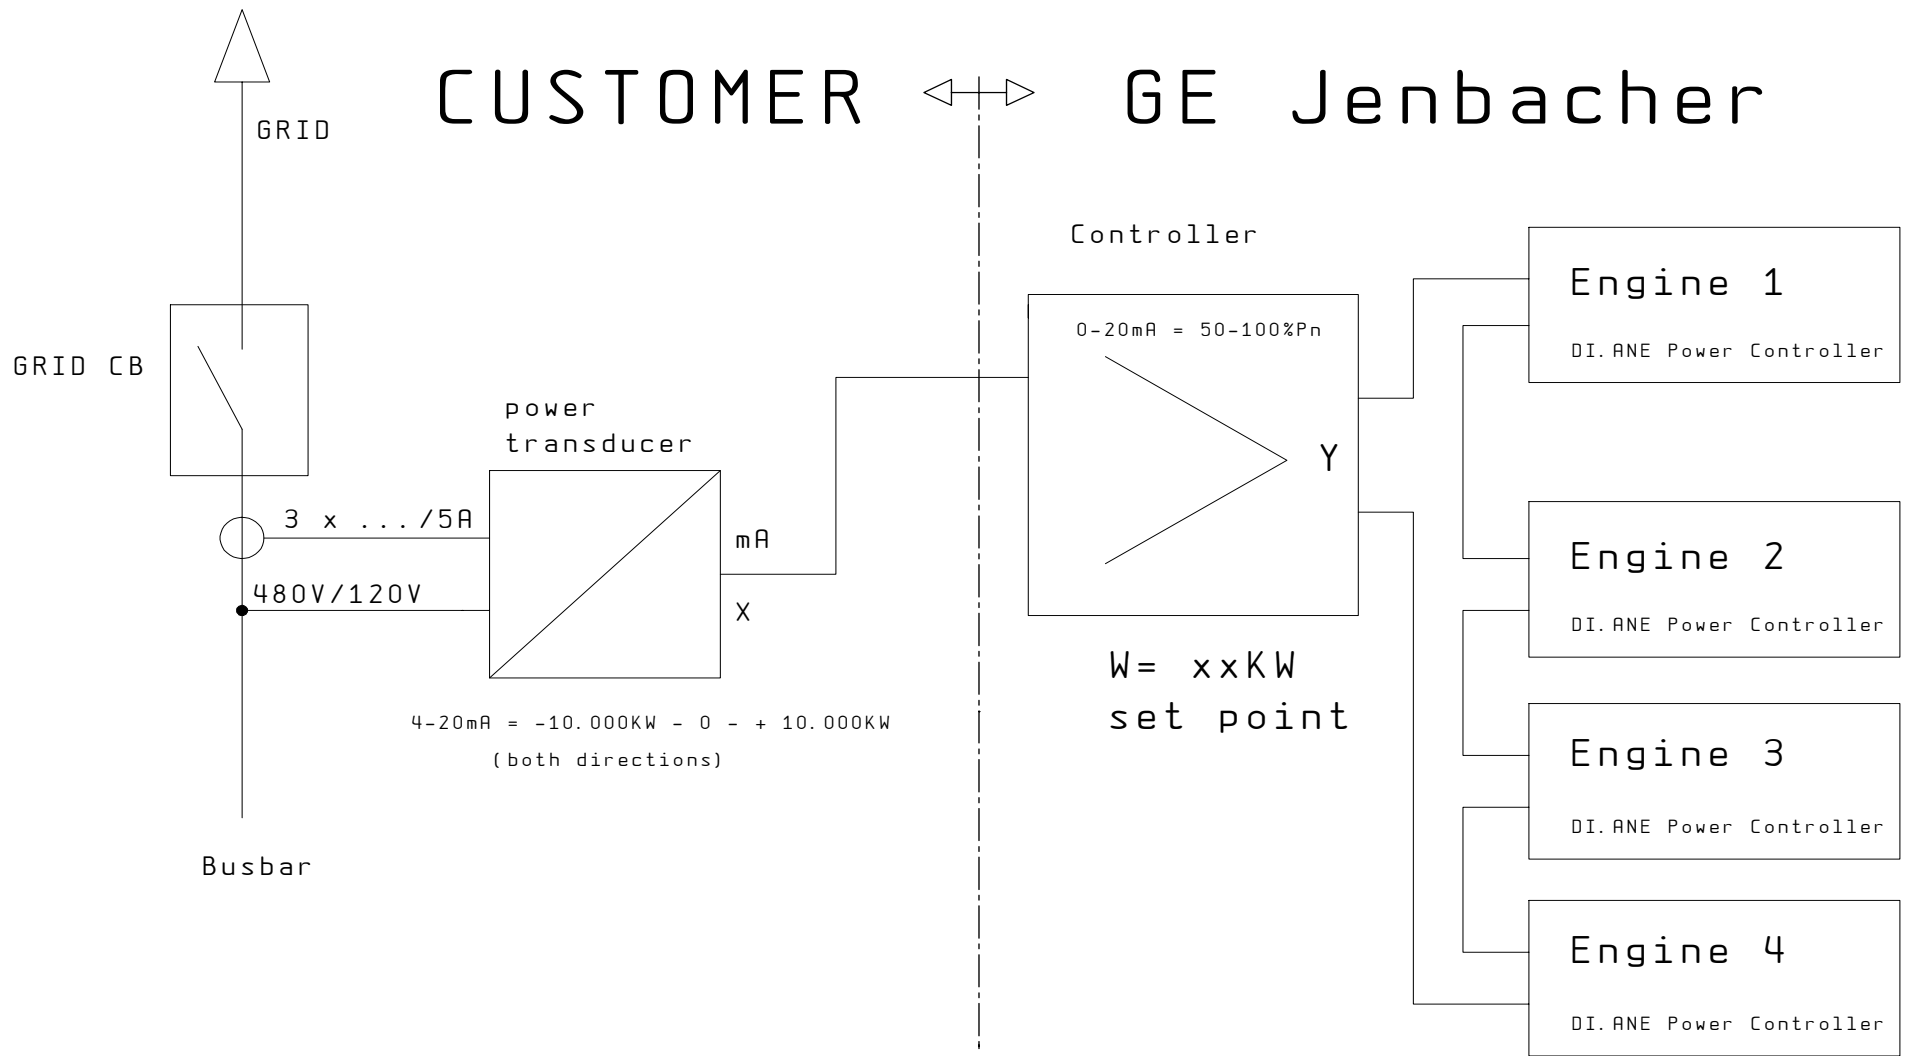 CUSTOMER
GE Jenbacher
GRID
Controller
GRID CB
0-20mA = 50-100%Pn
Y
W= xxKW
set point
power
transducer
3 x .../5A
480V/120V
mA
X
4-20mA = -10.000KW - 0 - + 10.000KW
(both directions)
Busbar
Engine 1
DI.ANE Power Controller
Engine 2
DI.ANE Power Controller
Engine 3
DI.ANE Power Controller
Engine 4
DI.ANE Power Controller